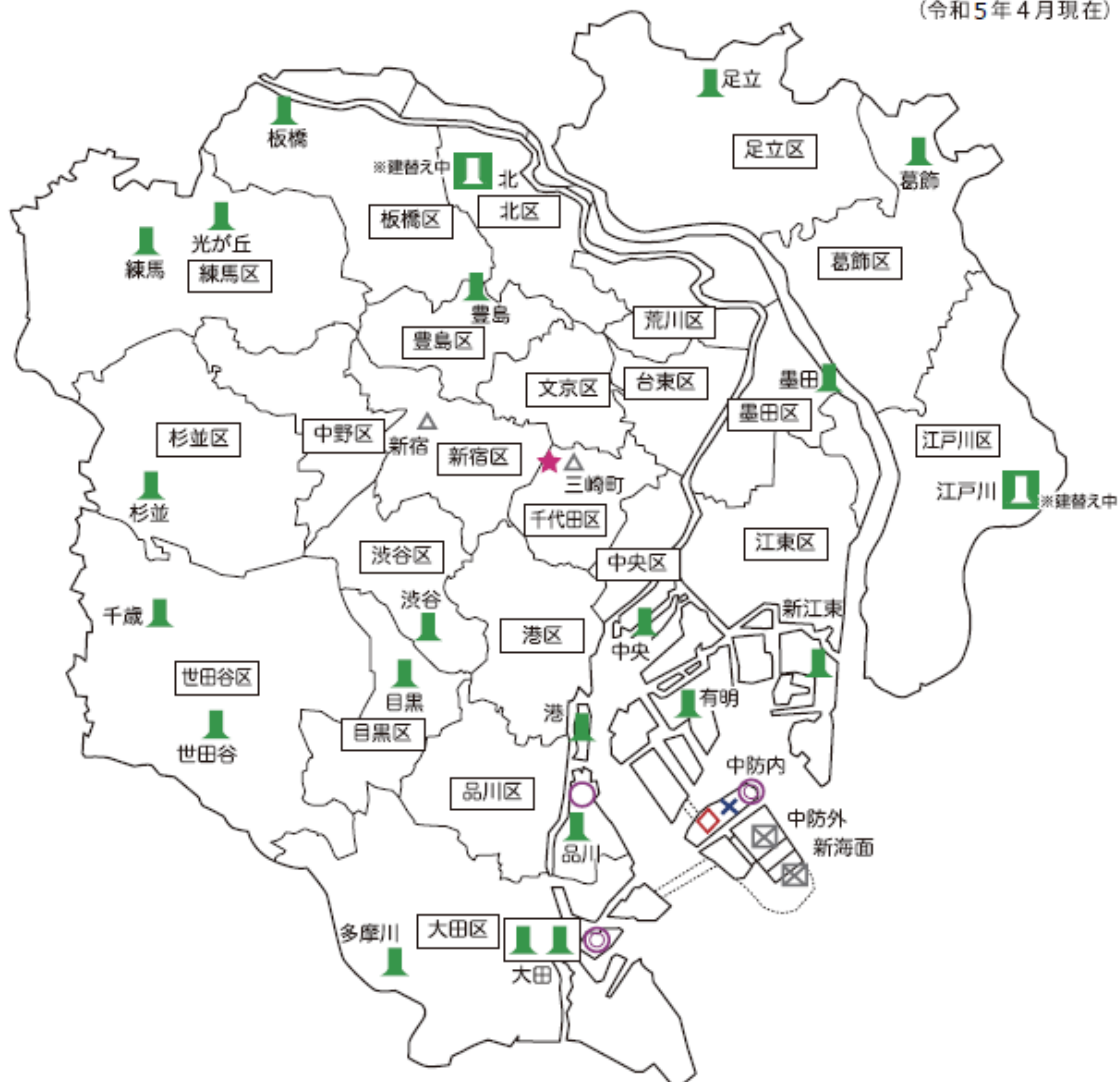 (令和5年4月現在)
足立
板橋
足立区
※建替え中
北
葛飾
板橋区
北区
光が丘
練馬
練馬区
葛飾区
豊島
荒川区
豊島区
文京区
台東区
墨田
墨田区
杉並区
中野区
新宿
新宿区
江戸川区
三崎町
江戸川
※建替え中
杉並
千代田区
江東区
渋谷区
中央区
千歳
渋谷
新江東
港区
中央
世田谷区
目黒
有明
港
目黒区
世田谷
中防内
品川区
中防外
新海面
品川
多摩川
大田区
大田